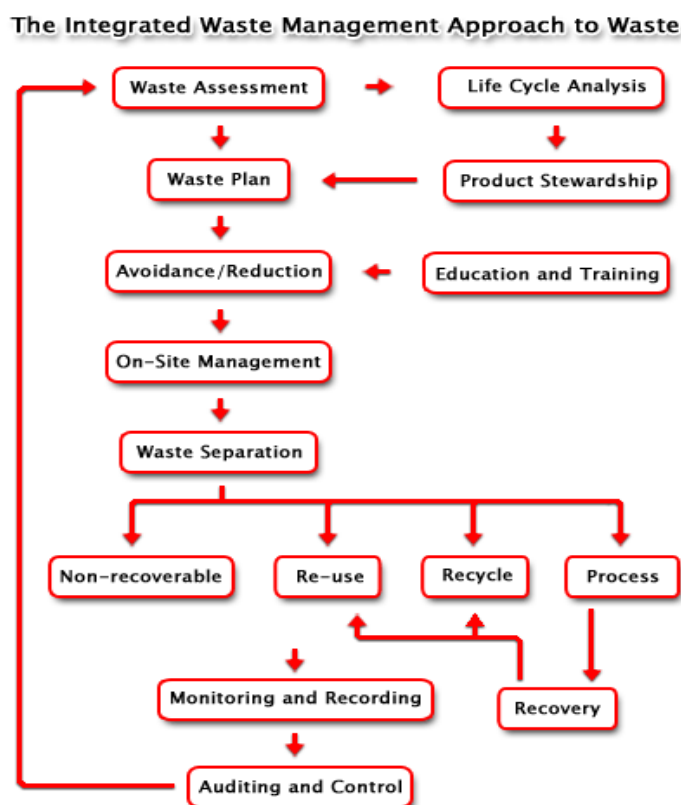 The Integrated Waste Management Approach to Waste
Waste Assessment
Life Cycle Analysis
Waste Plan
Product Stewardship
Avoidance/Reduction
Education and Training
On-Site Management
Waste Separation
Non-recoverable
Re-use
Recycle
Process
Monitoring and Recording
Recovery
Auditing and Control